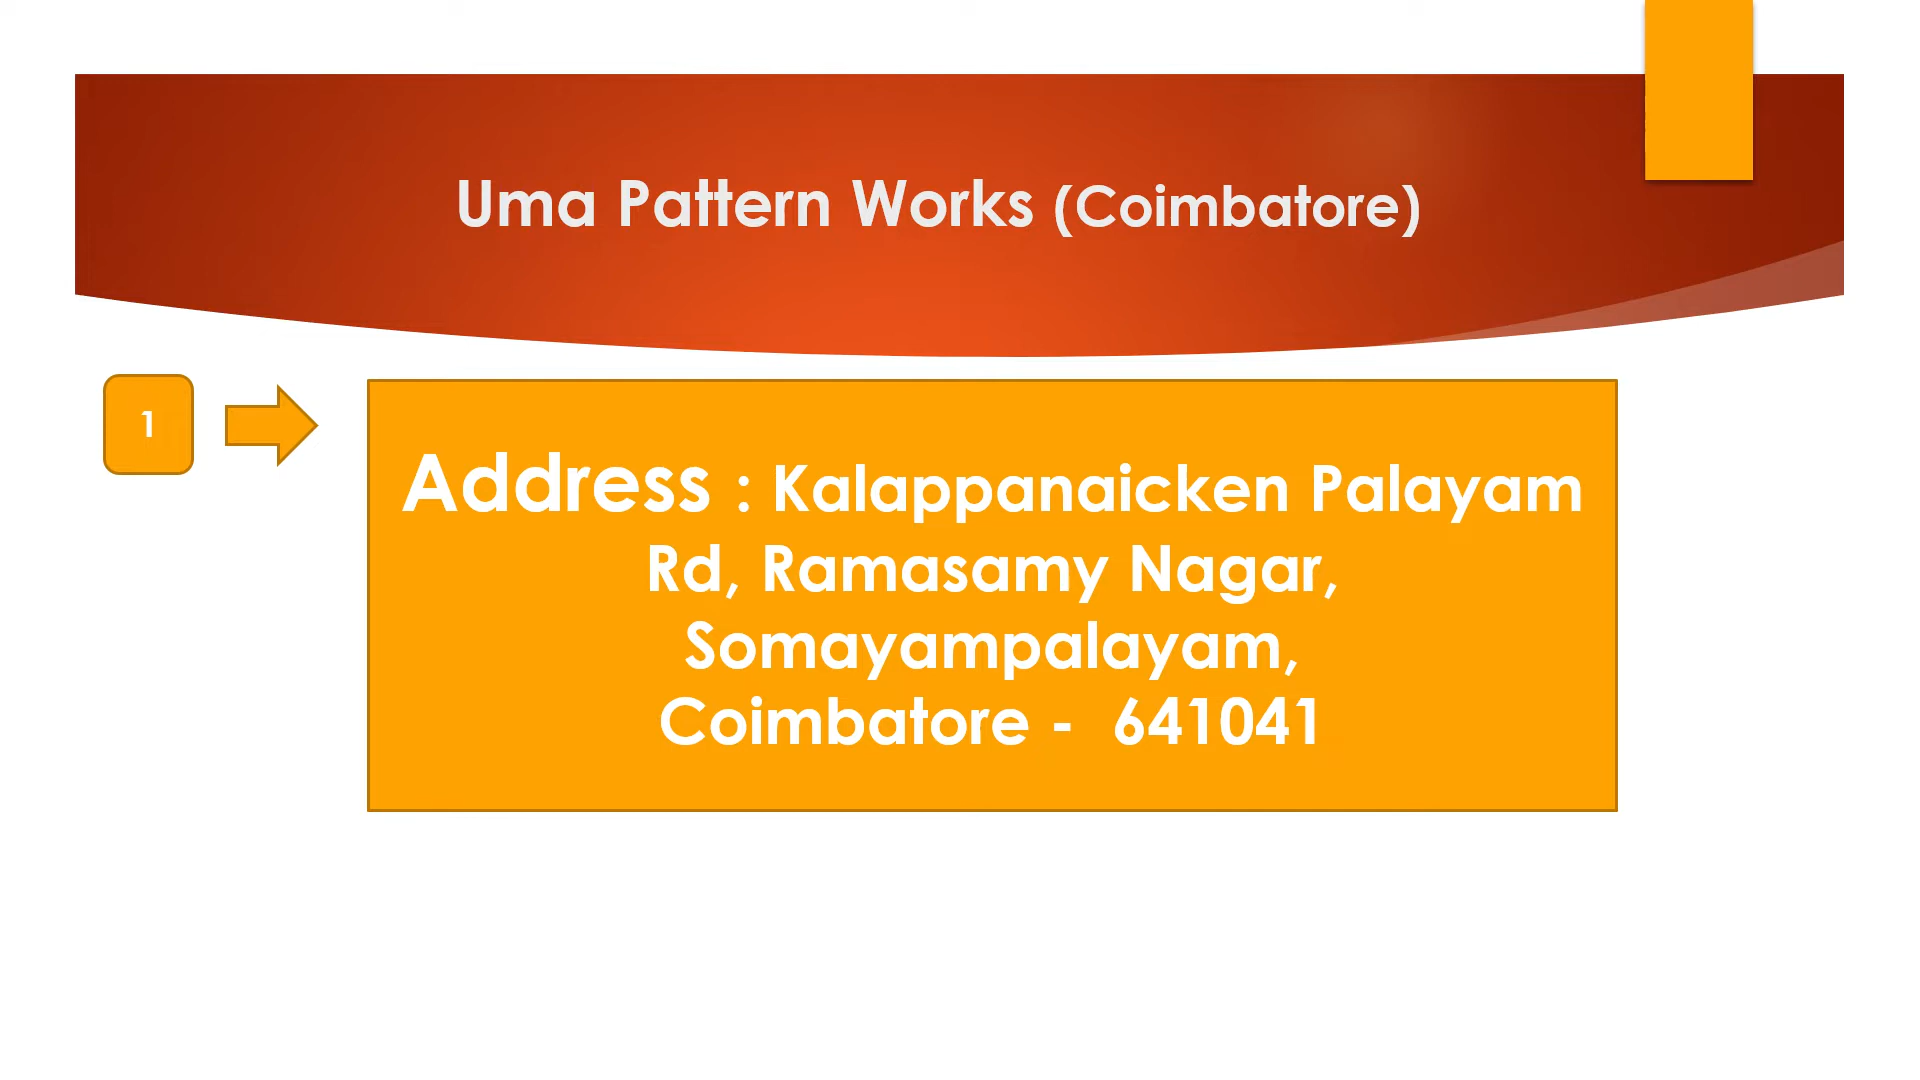 Uma Pattern Works (Coimbatore)
1
Address : Kalappanaicken Palayam
Rd, Ramasamy Nagar,
Somayampalayam,
Coimbatore - 641041